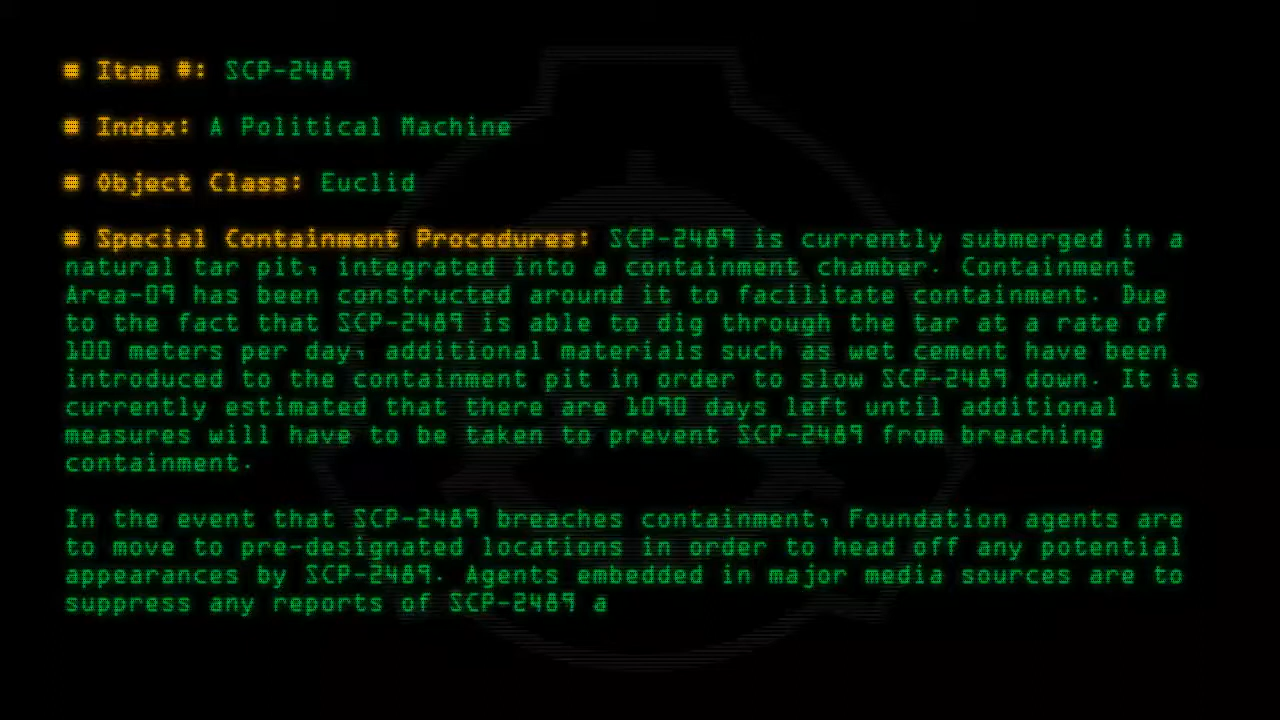 ■ Item #: SCP-2489
■ Index: A Political Machine
■ Object Class: Euclid
■ Special Containment Procedures: SCP-2489 is currently submerged in a
natural tar pit, integrated into a containment chamber. Containment
Area-09 has been constructed around it to facilitate containment. Due
to the fact that SCP-2489 is able to dig through the tar at a rate of
100 meters per day, additional materials such as wet cement have been
introduced to the containment pit in order to slow SCP-2489 down. It is
currently estimated that there are 1090 days left until additional
measures will have to be taken to prevent SCP-2489 from breaching
containment.
In the event that SCP-2489 breaches containment, Foundation agents are
to move to pre-designated locations in order to head off any potential
appearances by SCP-2489. Agents embedded in major media sources are to
suppress any reports of SCP-2489 a